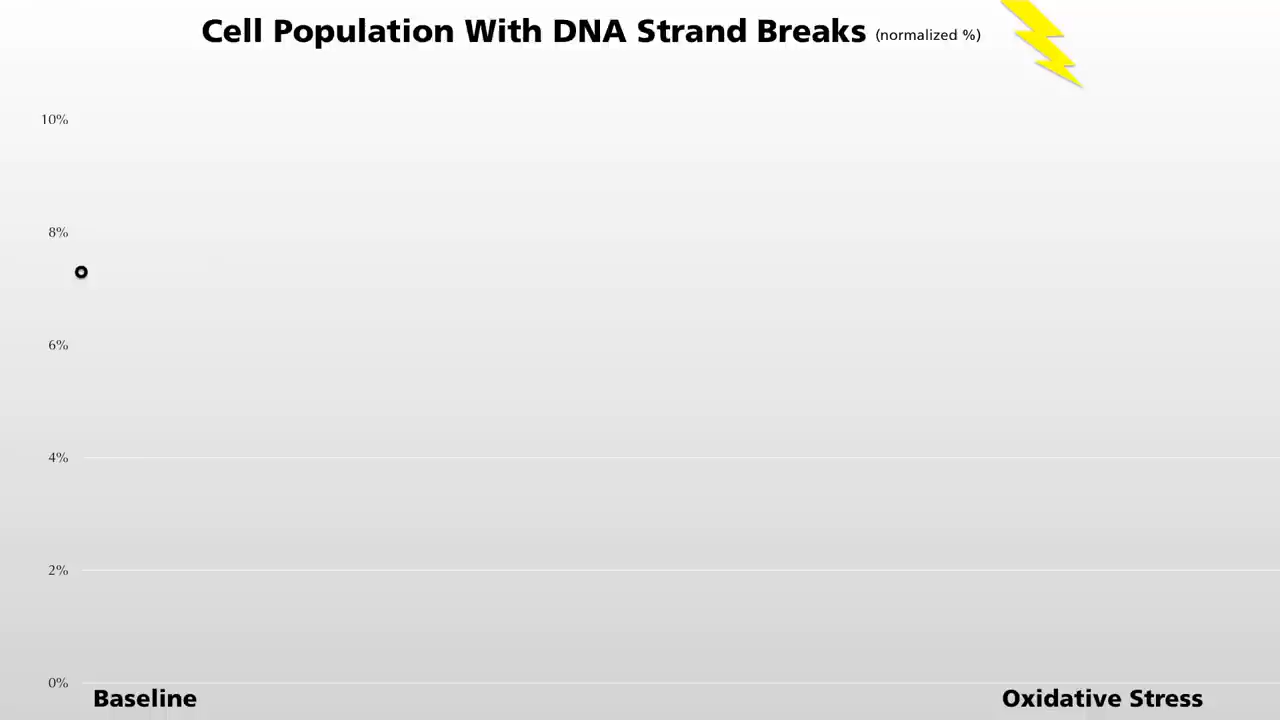 Cell Population With DNA Strand Breaks (normalized %)
10%
8%
6%
4%
2%
0%
Baseline
Oxidative Stress